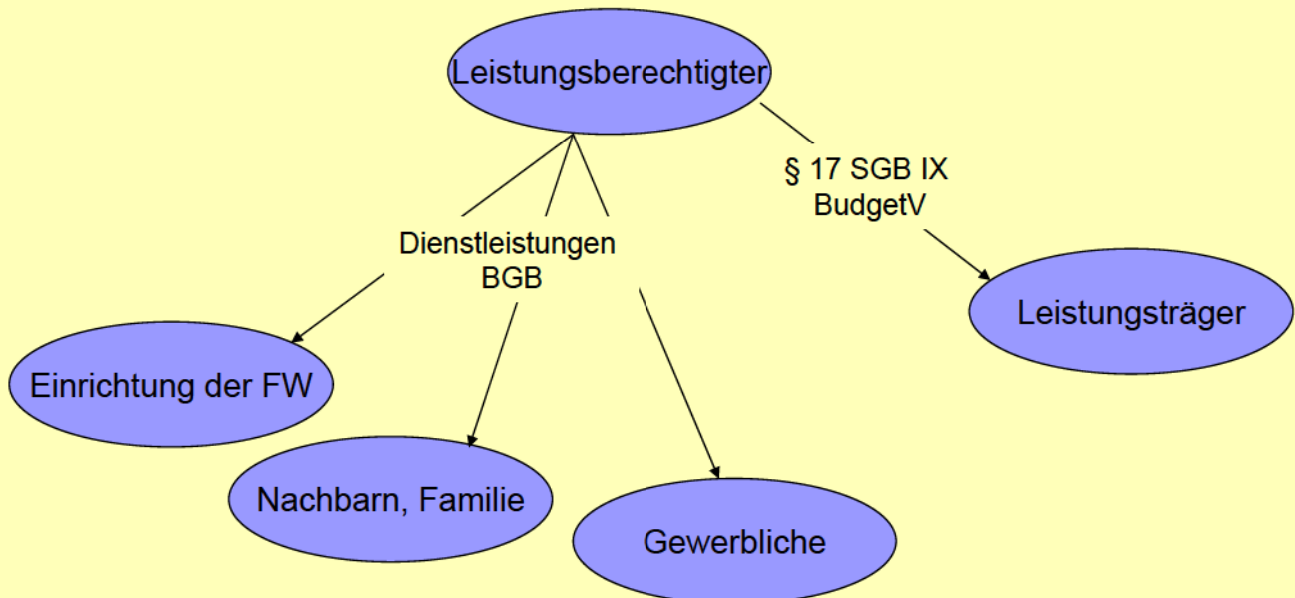 Leistungsberechtigter
§ 17 SGB IX
BudgetV
Dienstleistungen
BGB
Leistungsträger
Einrichtung der FW
Nachbarn, Familie
Gewerbliche